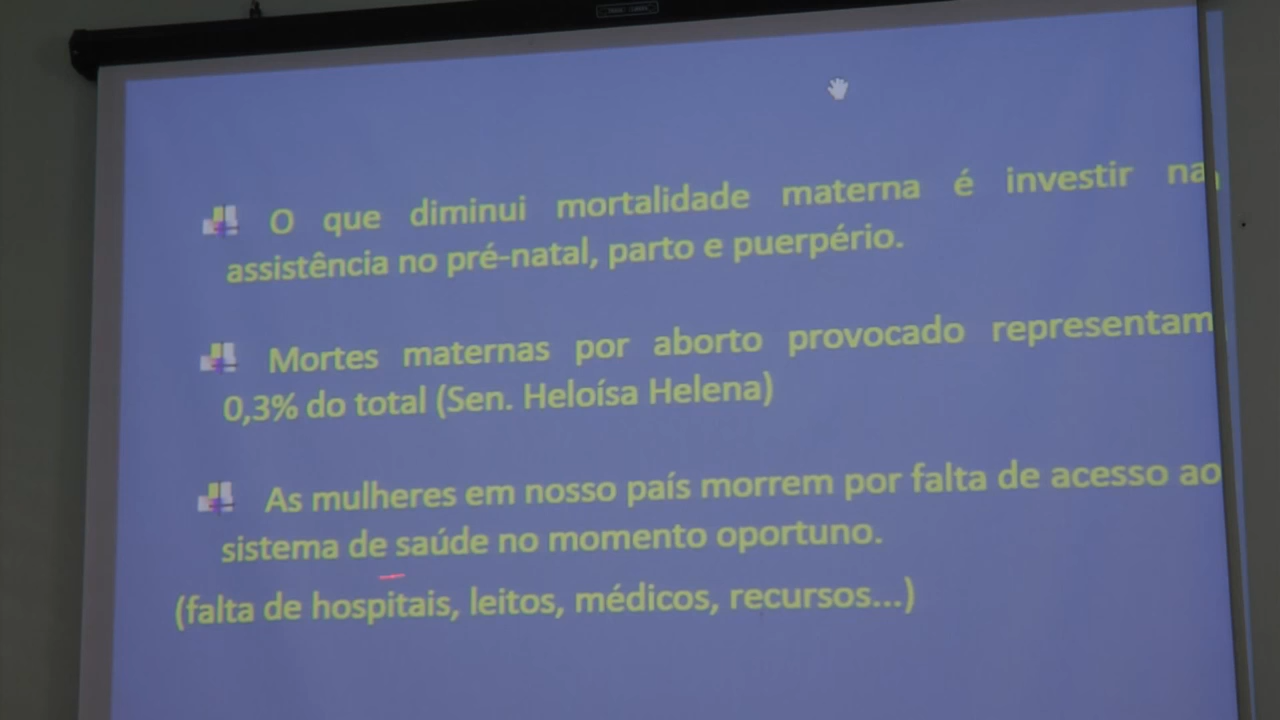 O que diminui mortalidade materna é investir na
assistência no pré-natal, parto e puerpério.
Mortes maternas por aborto provocado representam
0,3% do total (Sen. Heloísa Helena)
As mulheres em nosso país morrem por falta de acesso ao
sistema de saúde no momento oportuno.
(falta de hospitais, leitos, médicos, recursos...)